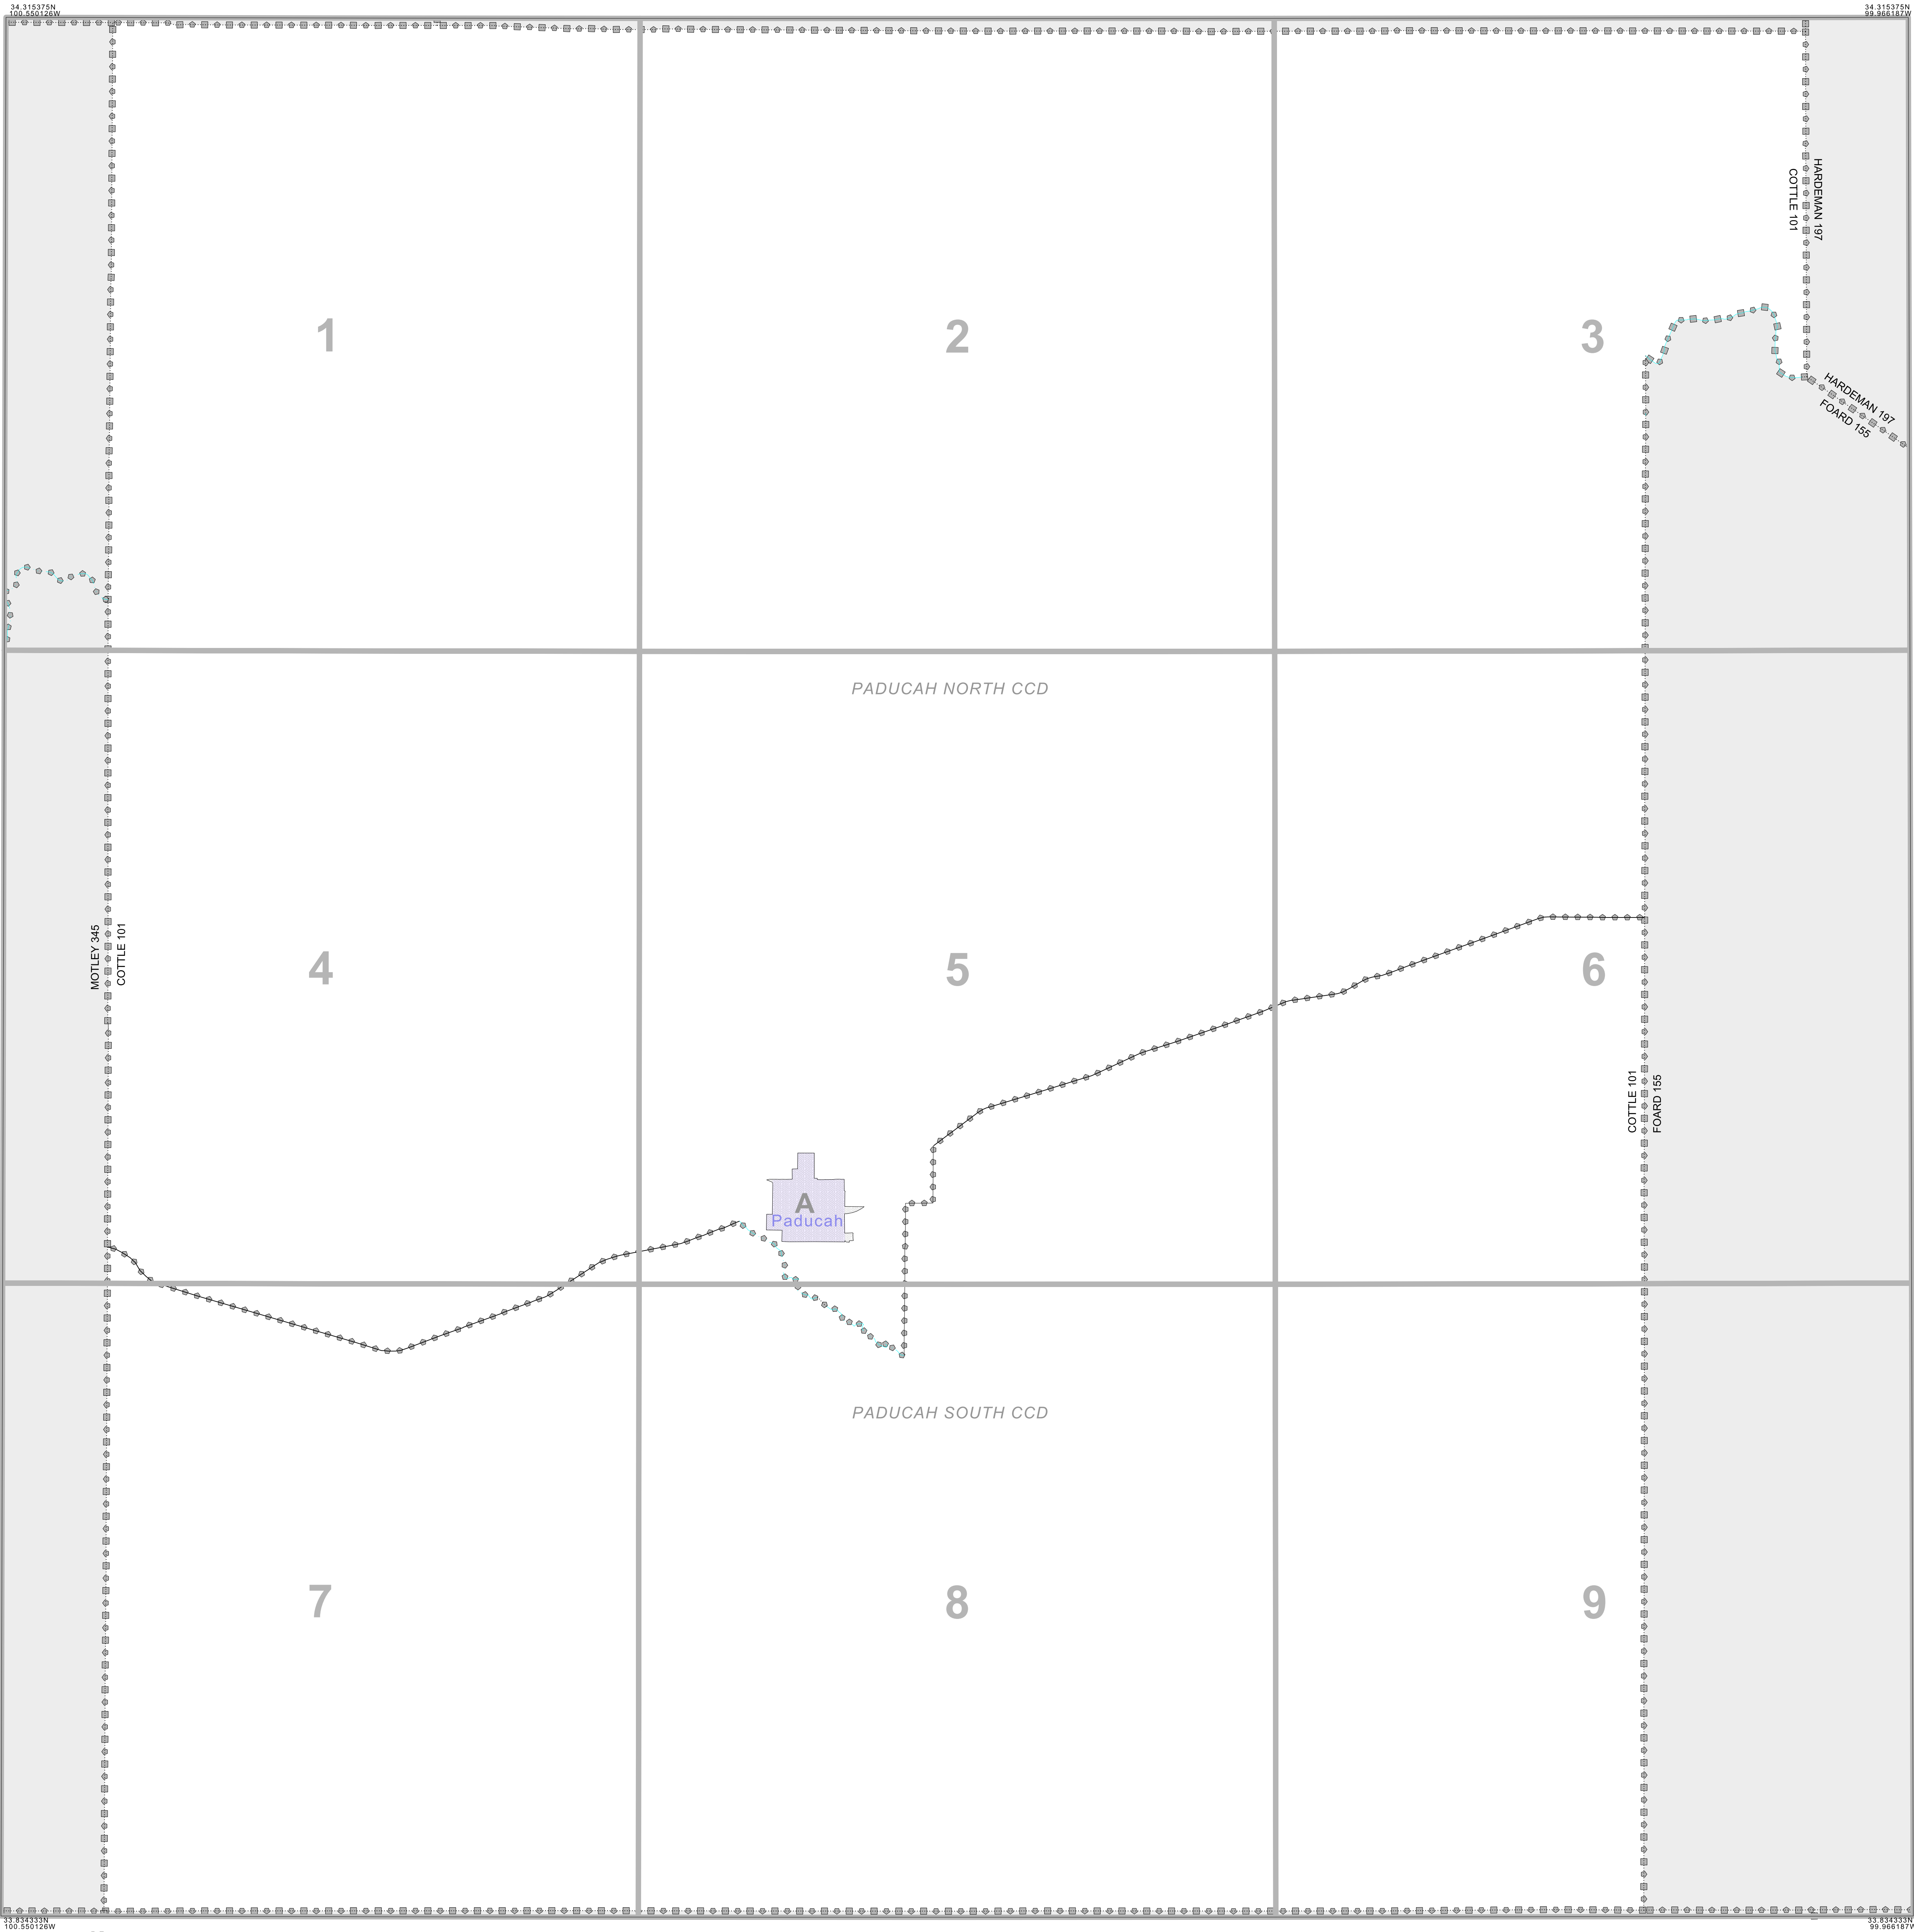 34.315375N
100.550126W
34.315375N
99.966187W
HARDEMAN 197
COTTLE 101
1
2
3
HARDEMAN 197
FOARD 155
PADUCAH NORTH CCD
MOTLEY 345
COTTLE 101
4
5
6
COTTLE 101
FOARD 155
A
Paducah
PADUCAH SOUTH CCD
7
8
9
33.834333N
100.550126W
33.834333N
99.966187W